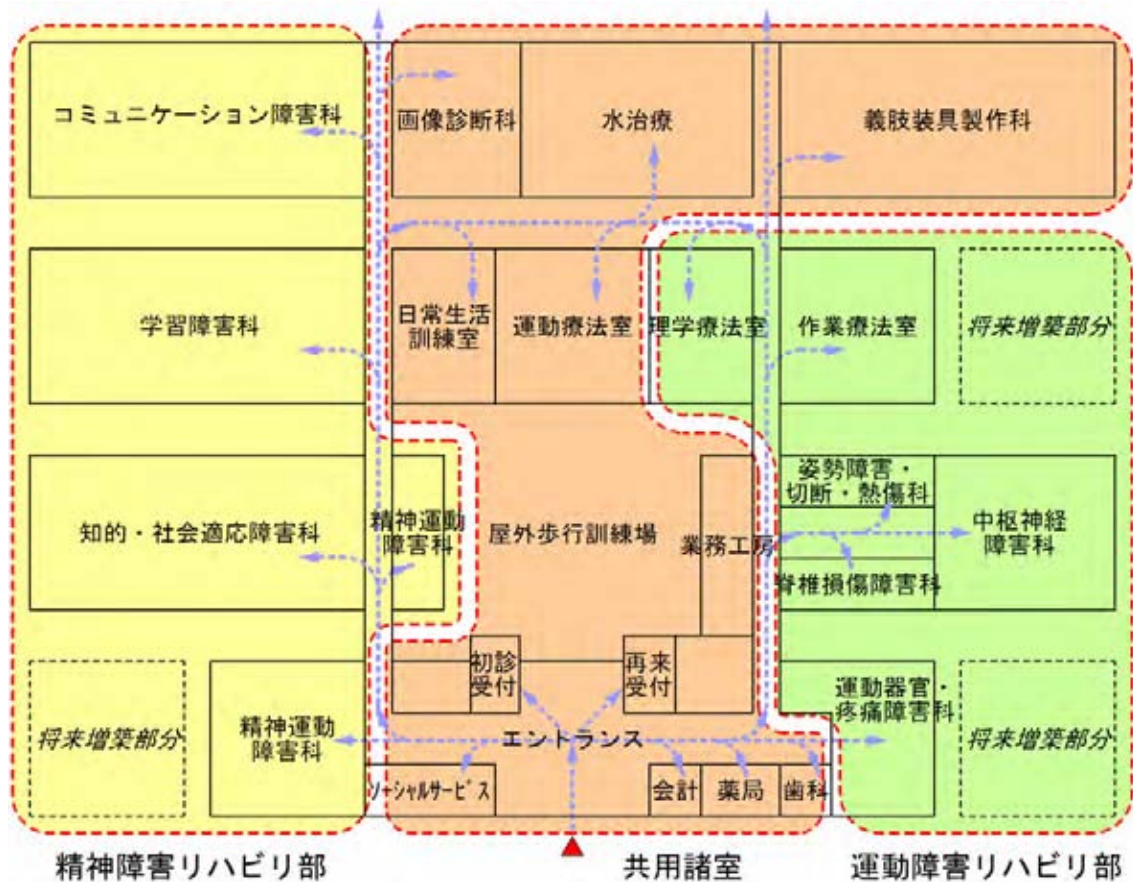 コミュニケーション障害科
画像診断科
水治療
義肢装具製作科
学習障害科
日常生活
訓練室
運動療法室
理学療法室
作業療法室
将来増築部分
知的・社会適応障害科
精神運動
障害科
屋外歩行訓練場
業務工房
姿勢障害・
切断・熱傷科
中枢神経
障害科
脊椎損傷障害科
将来増築部分
精神運動
障害科
初診
受付
再来
受付
運動器官・
疼痛障害科
将来増築部分
エントランス
ソーシャルサービス
会計
薬局
歯科
精神障害リハビリ部
共用諸室
運動障害リハビリ部